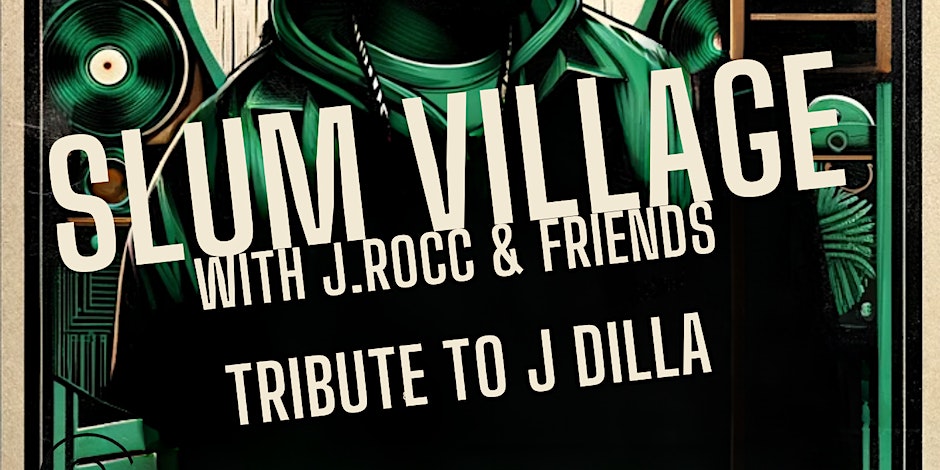 SLUM VILLAGE
WITH J.ROCC & FRIENDS
TRIBUTE TO J DILLA